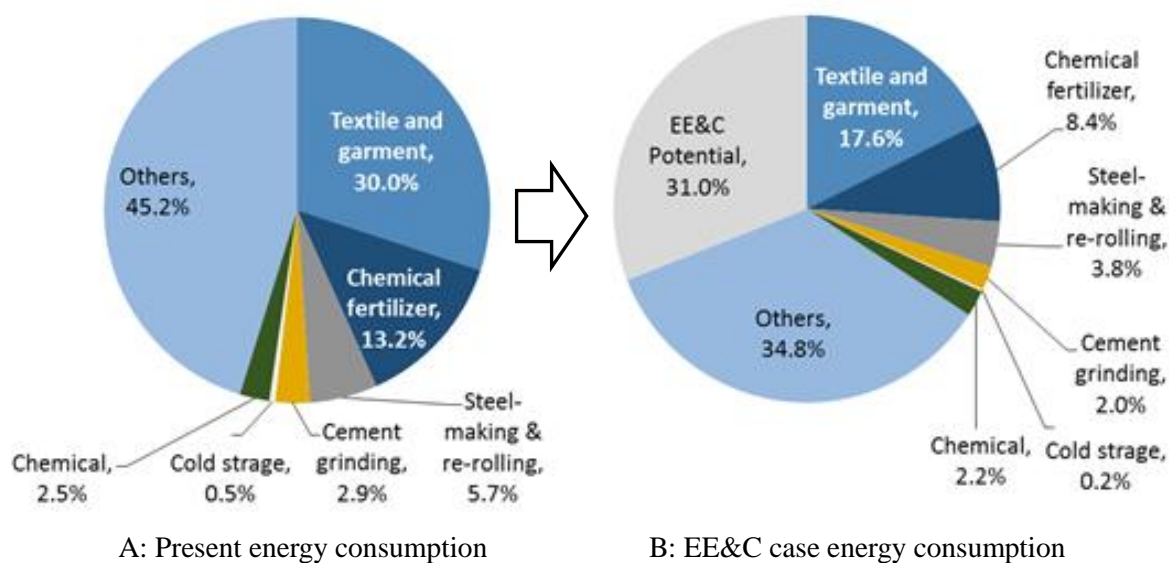 Textile and
garment,
30.0%
Chemical
fertilizer,
13.2%
Steel-
making &
re-rolling,
5.7%
Cement
grinding,
2.9%
Cold strage,
0.5%
Chemical,
2.5%
Others,
45.2%
A: Present energy consumption
Textile and
garment,
17.6%
Chemical
fertilizer,
8.4%
Steel-
making &
re-rolling,
3.8%
Cement
grinding,
2.0%
Cold strage,
0.2%
Chemical,
2.2%
Others,
34.8%
EE&C
Potential,
31.0%
B: EE&C case energy consumption